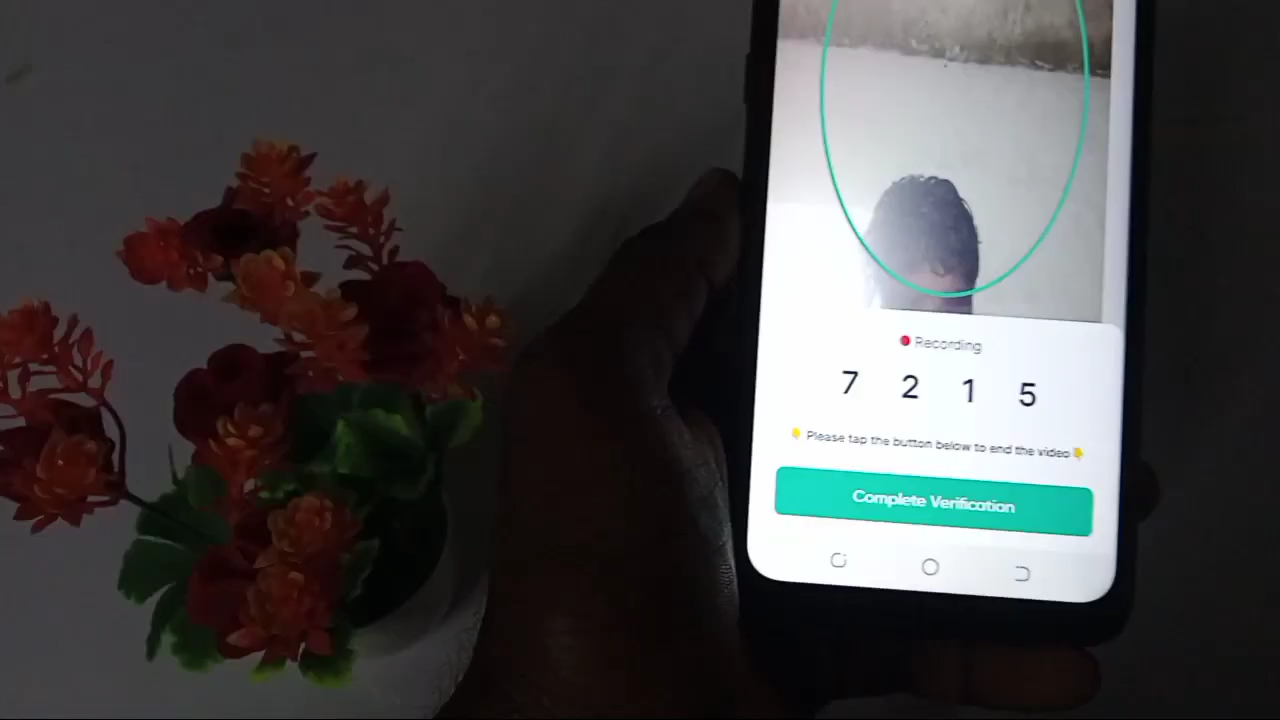 Recording
7 2 1 5
👇 Please tap the button below to end the video👇
Complete Verification